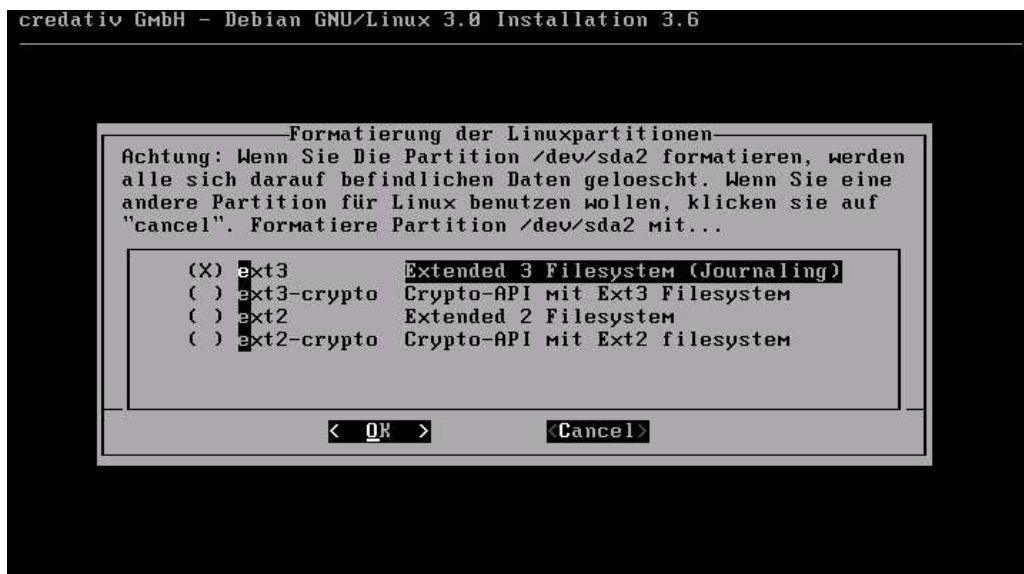 credativ GmbH - Debian GNU/Linux 3.0 Installation 3.6
Formatierung der Linuxpartitionen
Achtung: Wenn Sie Die Partition /dev/sda2 formatieren, werden
alle sich darauf befindlichen Daten geloescht. Wenn Sie eine
andere Partition für Linux benutzen wollen, klicken sie auf
"cancel". Formatiere Partition /dev/sda2 mit...
(X) ext3 Extended 3 Filesystem (Journaling)
( ) ext3-crypto Crypto-API mit Ext3 Filesystem
( ) ext2 Extended 2 Filesystem
( ) ext2-crypto Crypto-API mit Ext2 filesystem
< OK > <Cancel>